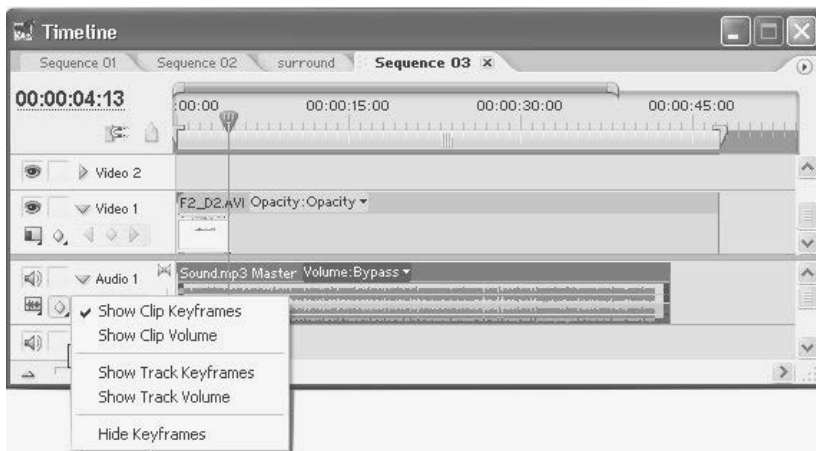 Timeline
Sequence 01 Sequence 02 surround Sequence 03 x
00:00:04:13 :00:00 00:00:15:00 00:00:30:00 00:00:45:00
Video 2
Video 1 F2_D2.AVI Opacity:Opacity
Audio 1 Sound.mp3 Master Volume:Bypass
Show Clip Keyframes
Show Clip Volume
Show Track Keyframes
Show Track Volume
Hide Keyframes